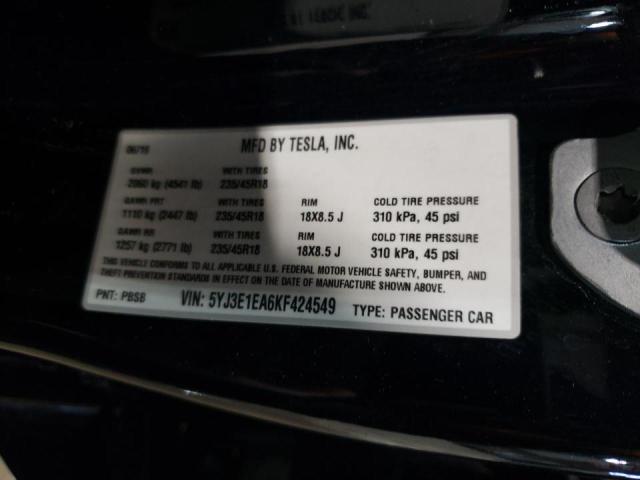 MFD BY TESLA, INC.
GVWR WITH TIRES
2060 kg (4541 lb) 235/45R18
GAWR FRT WITH TIRES RIM COLD TIRE PRESSURE
1110 kg (2447 lb) 235/45R18 18X8.5 J 310 kPa, 45 psi
GAWR RR WITH TIRES RIM COLD TIRE PRESSURE
1257 kg (2771 lb) 235/45R18 18X8.5 J 310 kPa, 45 psi
THIS VEHICLE CONFORMS TO ALL APPLICABLE U.S. FEDERAL MOTOR VEHICLE SAFETY, BUMPER, AND
THEFT PREVENTION STANDARDS IN EFFECT ON THE DATE OF MANUFACTURE SHOWN ABOVE.
PNT: PBSB VIN: 5YJ3E1EA6KF424549 TYPE: PASSENGER CAR